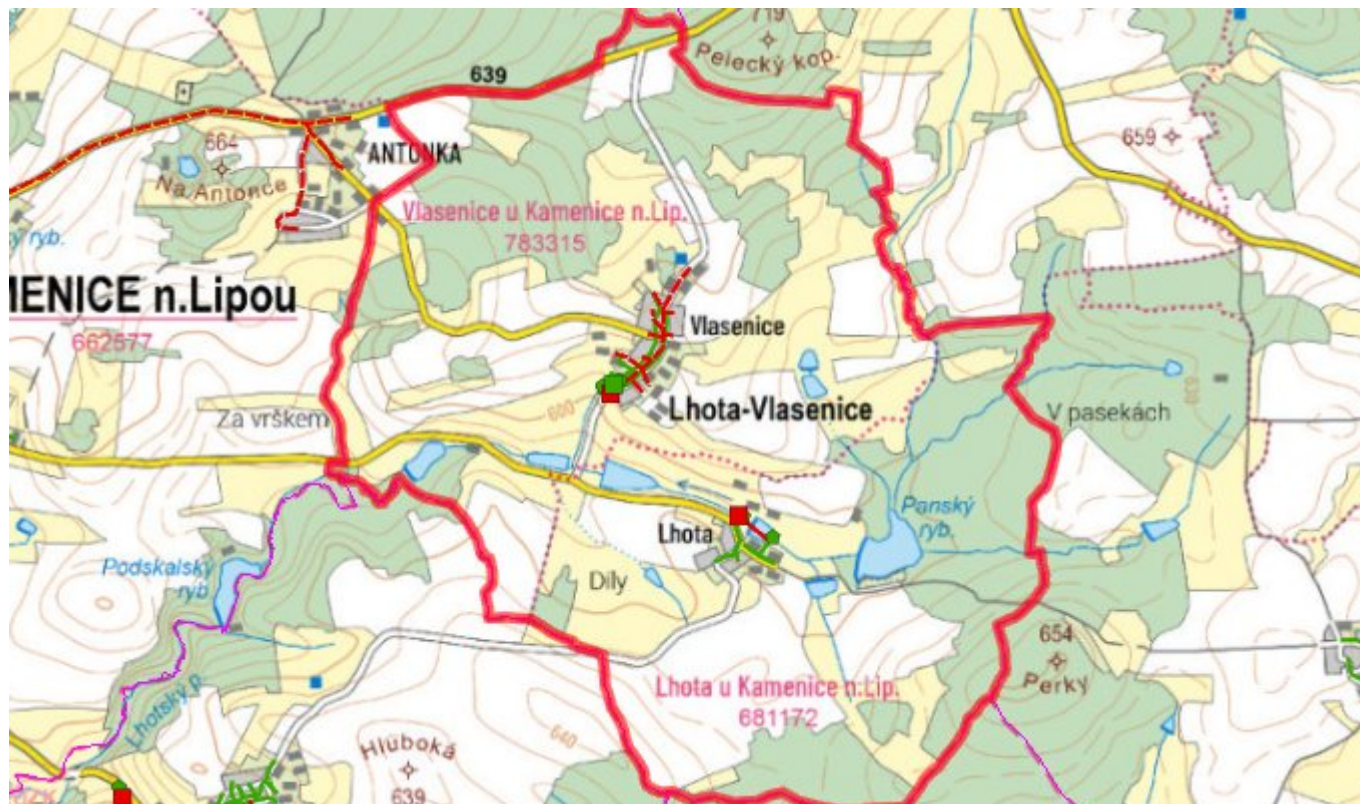 719
Pelecký kop.
639
659
ANTONKA
664
Na Antonce
Vlasenice u Kamenice n.Lip.
783315
ryb.
MENICE n.Lipou
662577
Vlasenice
Lhota-Vlasenice
Za vrškem
600
V pasekách
630
Panský
ryb.
Lhota
Podskalský
ryb.
Díly
654
Perky
Lhota u Kamenice n.Lip.
681172
Lhotský p.
640
Hluboká
639